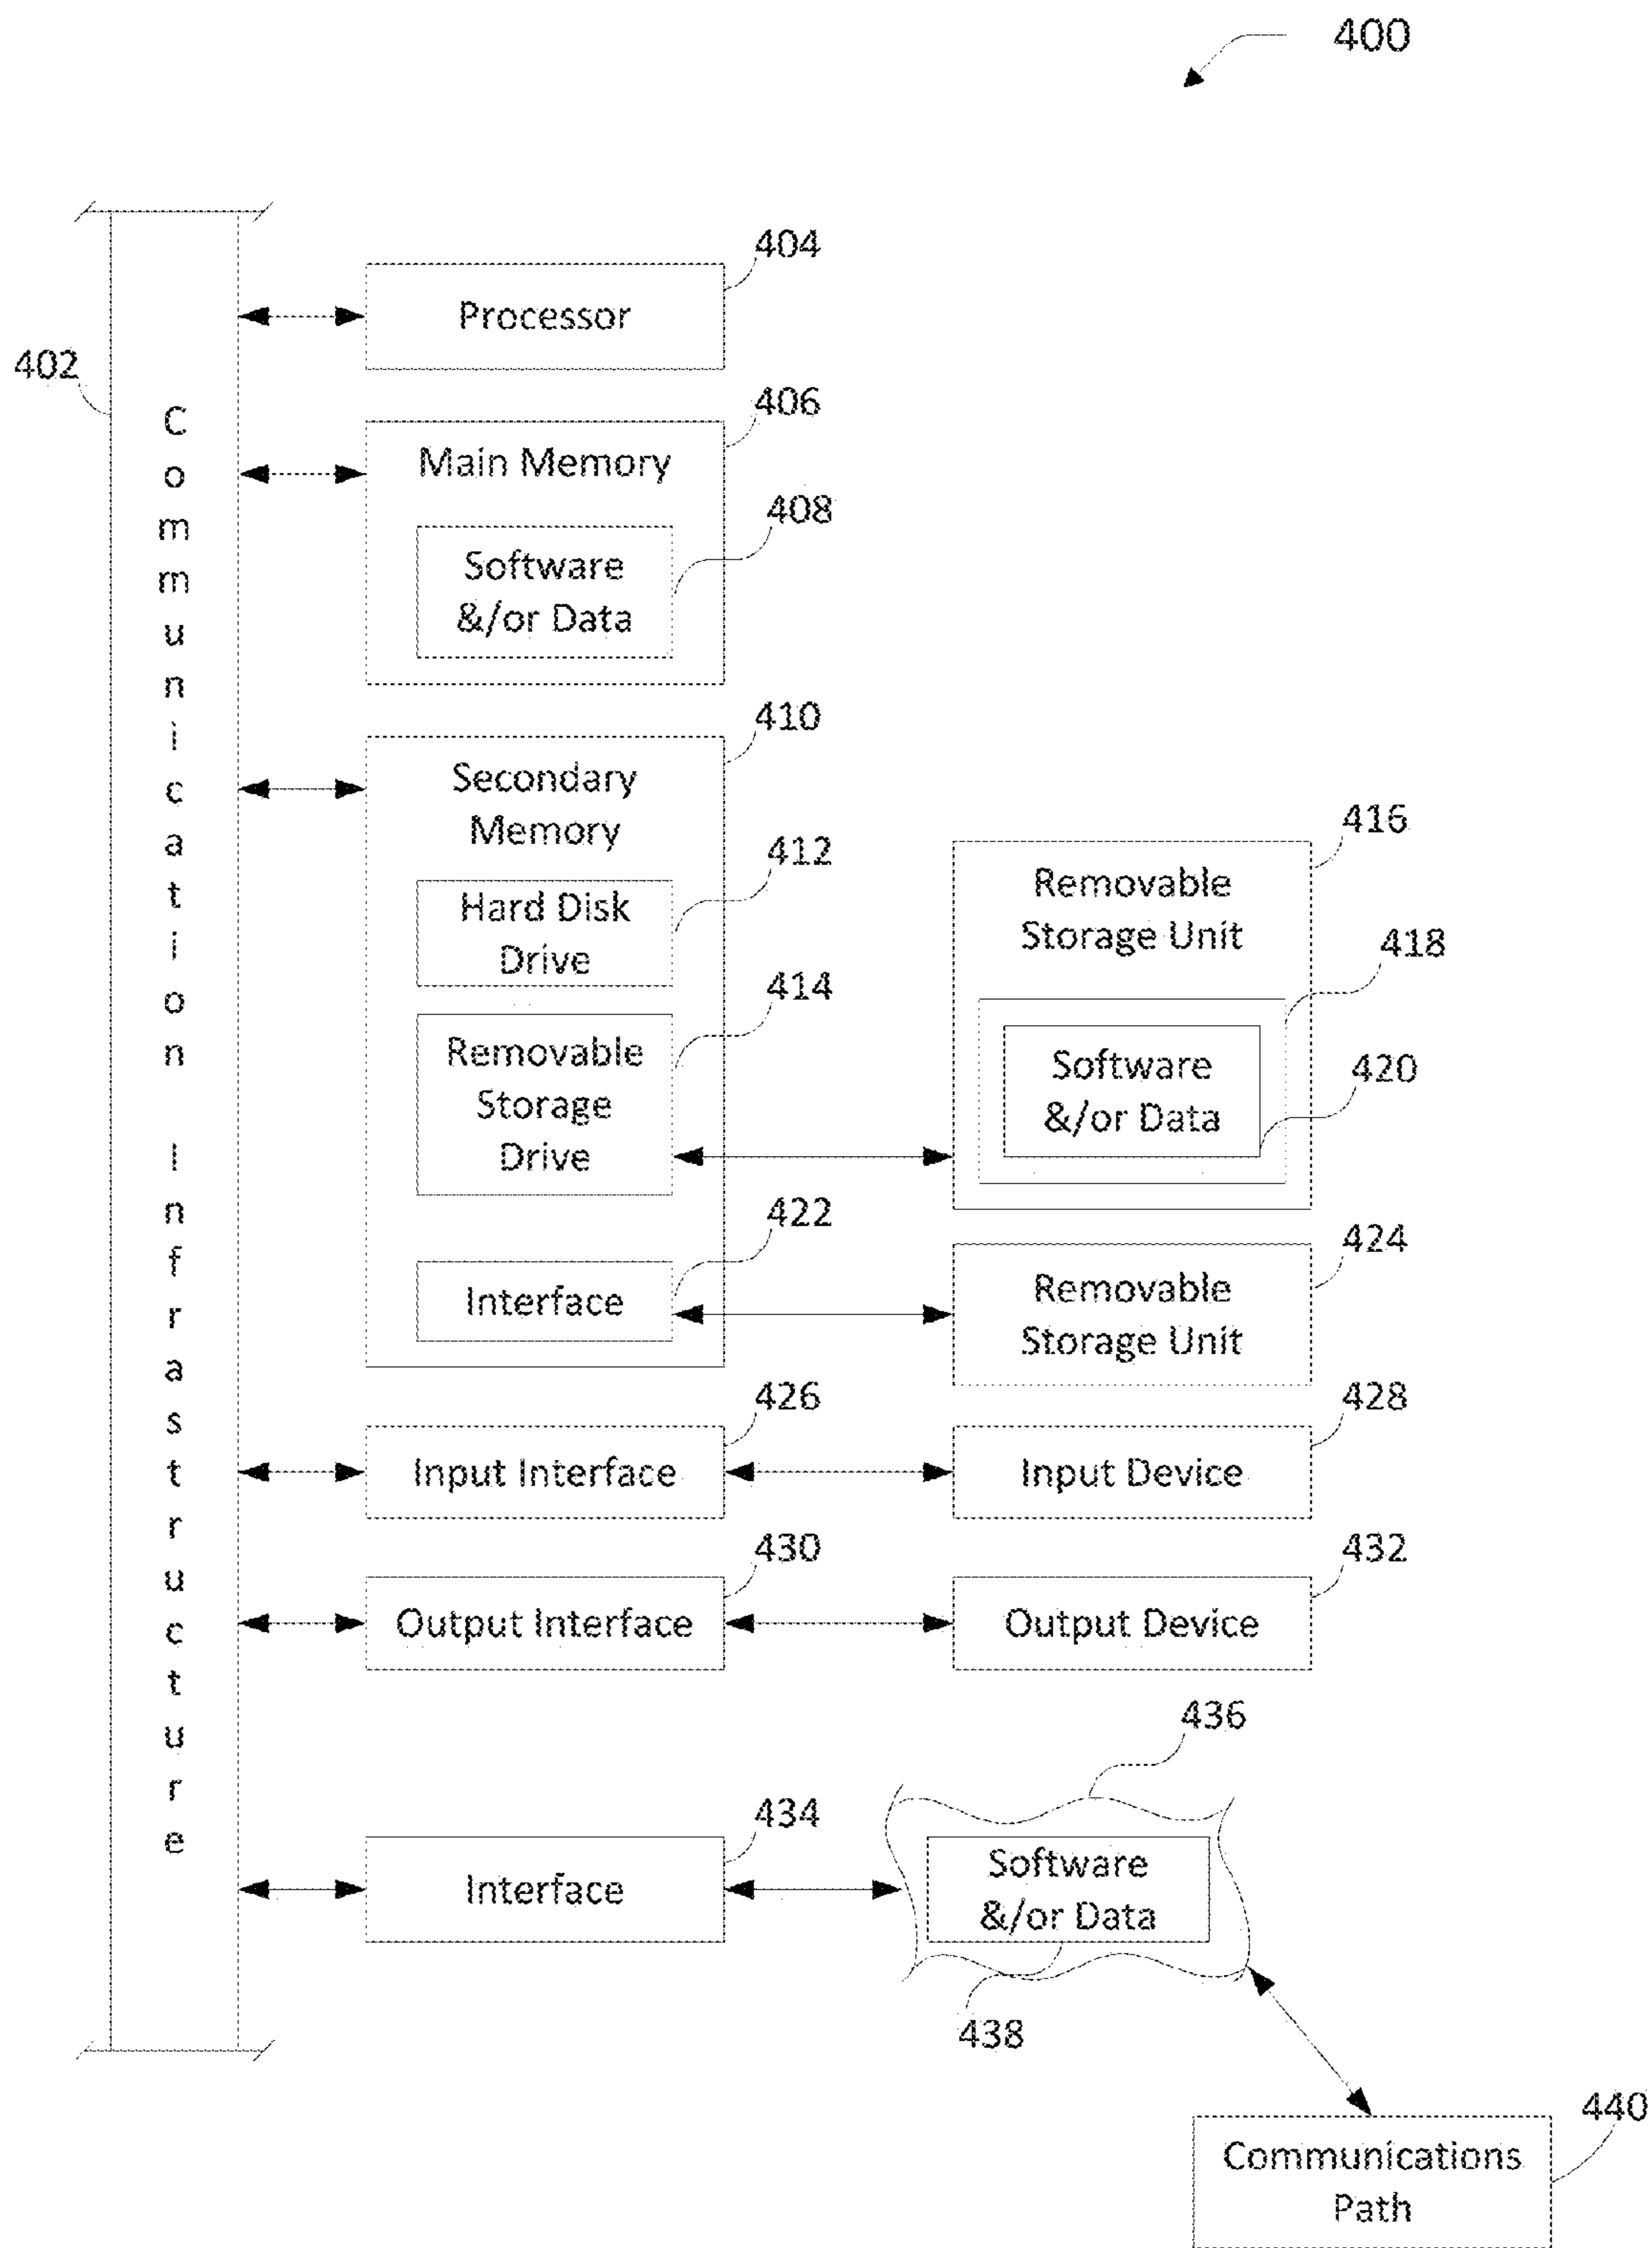 400
404
Processor
402
Communication Infrastructure
406
Main Memory
408
Software
&/or Data
410
Secondary
Memory
412
Hard Disk
Drive
414
Removable
Storage
Drive
416
Removable
Storage Unit
418
Software
&/or Data
420
422
Interface
424
Removable
Storage Unit
426
Input Interface
428
Input Device
430
Output Interface
432
Output Device
436
434
Interface
Software
&/or Data
438
440
Communications
Path